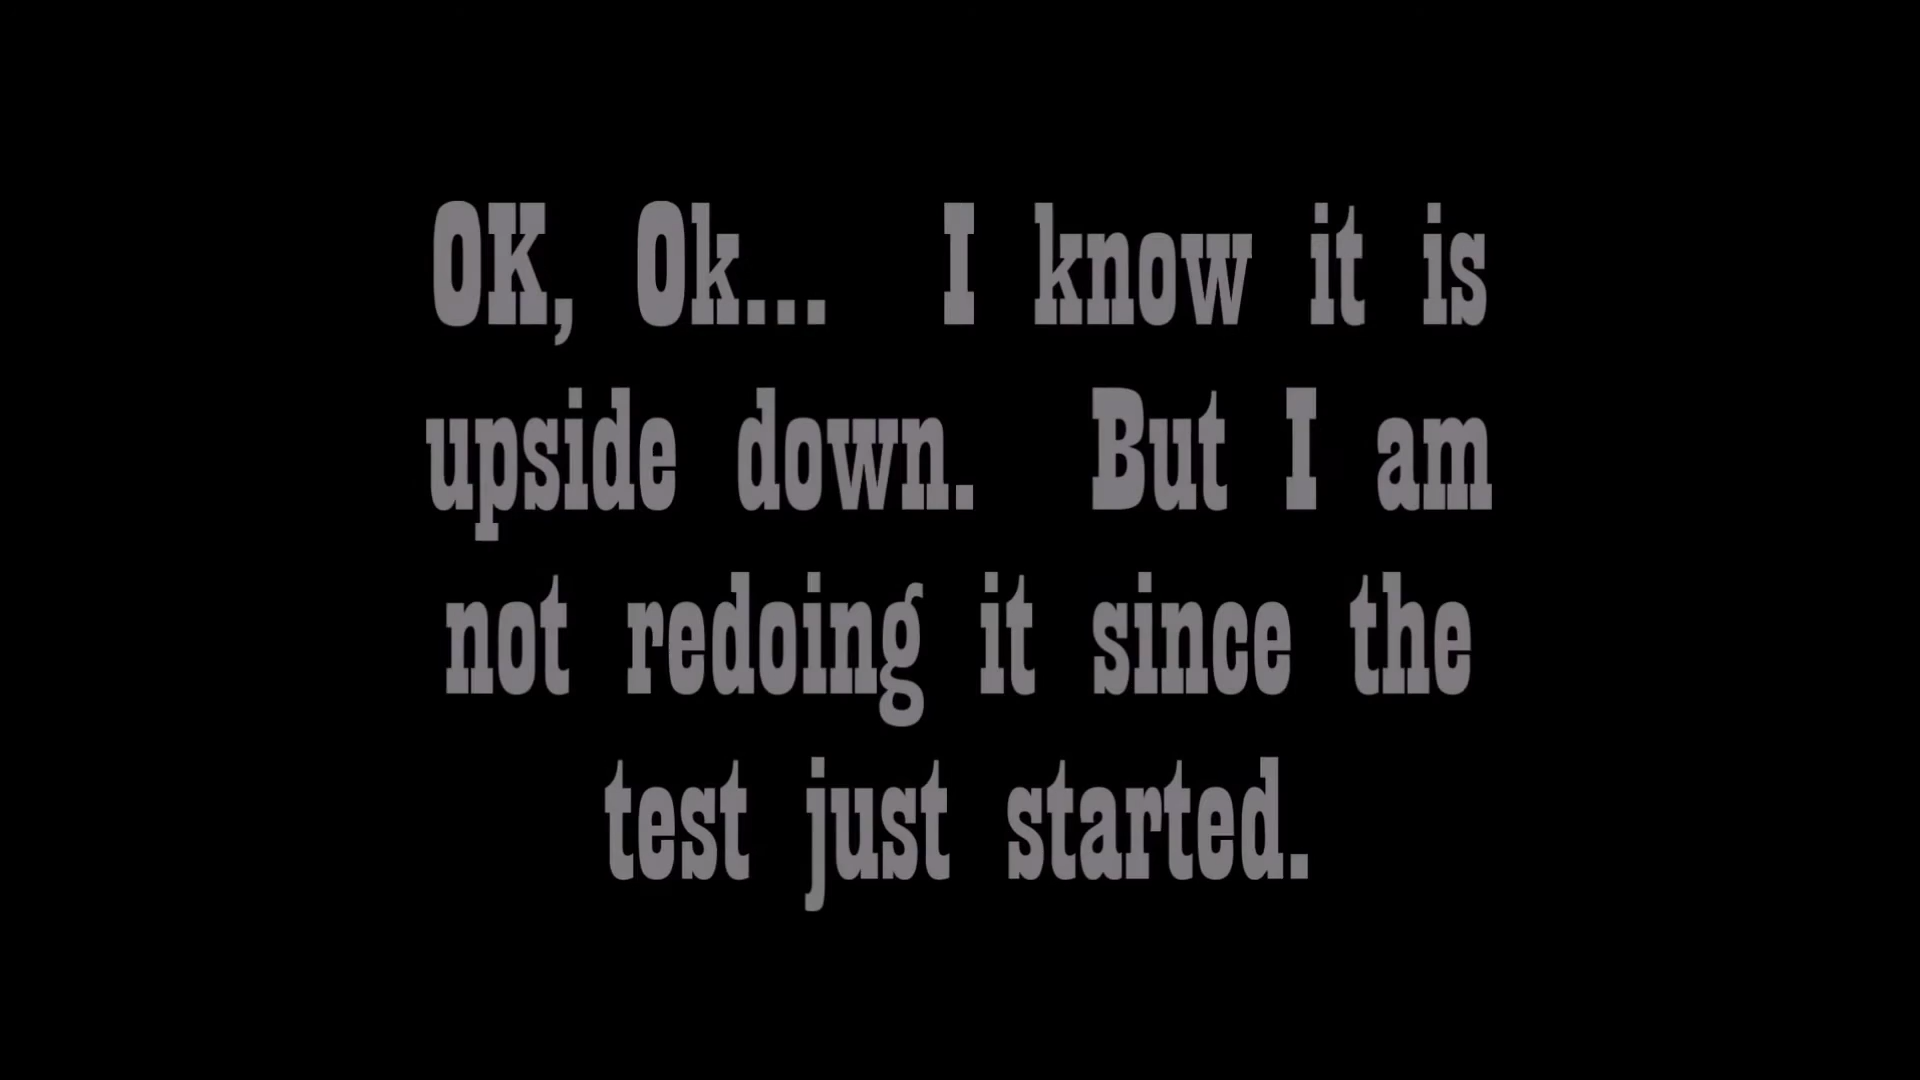 OK, Ok... I know it is
upside down. But I am
not redoing it since the
test just started.